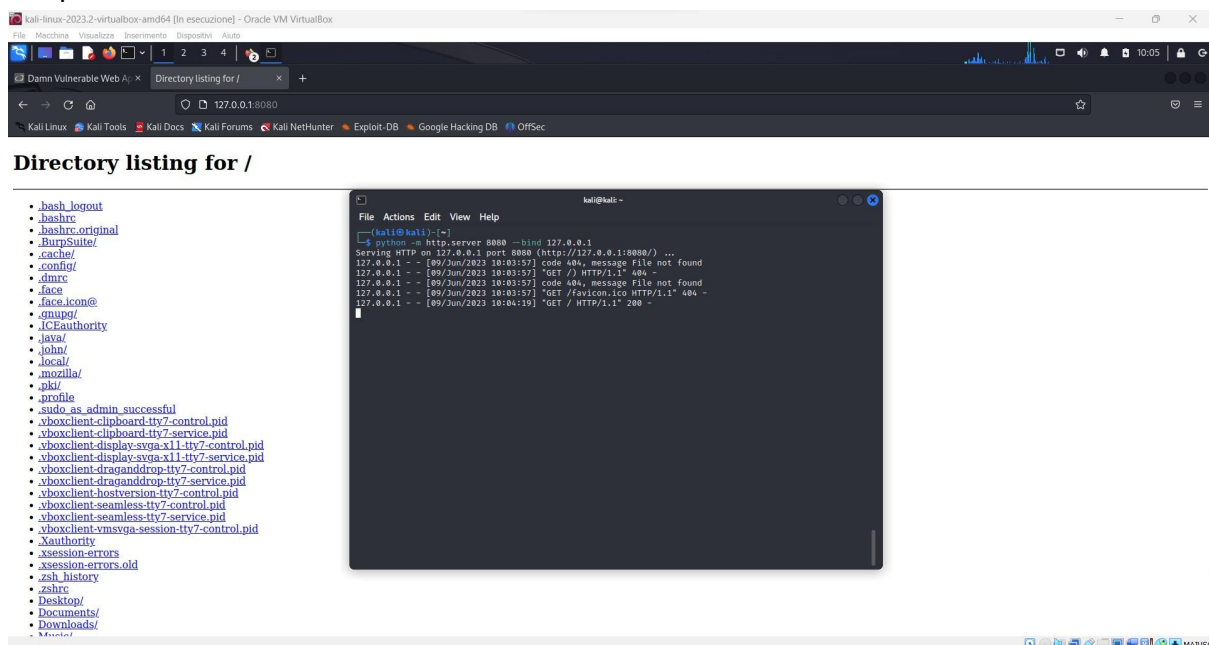 kali-linux-2023.2-virtualbox-amd64 [In esecuzione] - Oracle VM VirtualBox
File Macchina Visualizza Inserimento Dispositivi Aiuto
1 2 3 4 10:05
Damn Vulnerable Web Ap Directory listing for /
127.0.0.1:8080
Kali Linux Kali Tools Kali Docs Kali Forums Kali NetHunter Exploit-DB Google Hacking DB OffSec
Directory listing for /
.bash_logout
.bashrc
.bashrc.original
.BurpSuite/
.cache/
.config/
.dmrc
.face
.face.icon@
.gnupg/
.ICEauthority
.java/
.john/
.local/
.mozilla/
.pki/
.profile
.sudo_as_admin_successful
.vboxclient-clipboard-tty7-control.pid
.vboxclient-clipboard-tty7-service.pid
.vboxclient-display-svga-x11-tty7-control.pid
.vboxclient-display-svga-x11-tty7-service.pid
.vboxclient-draganddrop-tty7-control.pid
.vboxclient-draganddrop-tty7-service.pid
.vboxclient-hostversion-tty7-control.pid
.vboxclient-seamless-tty7-control.pid
.vboxclient-seamless-tty7-service.pid
.vboxclient-vmsvga-session-tty7-control.pid
.Xauthority
.xsession-errors
.xsession-errors.old
.zsh_history
.zshrc
Desktop/
Documents/
Downloads/
Music/
kali@kali: ~
File Actions Edit View Help
(kali㉿kali)-[~]
$ python -m http.server 8080 --bind 127.0.0.1
Serving HTTP on 127.0.0.1 port 8080 (http://127.0.0.1:8080/) ...
127.0.0.1 - - [09/Jun/2023 10:03:57] code 404, message File not found
127.0.0.1 - - [09/Jun/2023 10:03:57] "GET /) HTTP/1.1" 404 -
127.0.0.1 - - [09/Jun/2023 10:03:57] code 404, message File not found
127.0.0.1 - - [09/Jun/2023 10:03:57] "GET /favicon.ico HTTP/1.1" 404 -
127.0.0.1 - - [09/Jun/2023 10:04:19] "GET / HTTP/1.1" 200 -